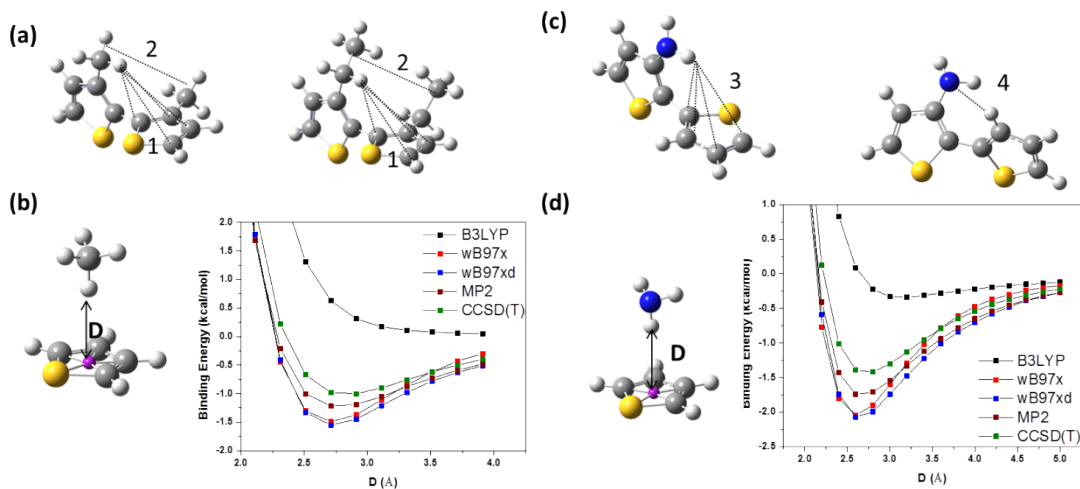 (a)
2
1
2
1
(c)
3
4
(b)
D
Binding Energy (kcal/mol)
2.0
1.5
1.0
0.5
0.0
-0.5
-1.0
-1.5
-2.0
2.0 2.5 3.0 3.5 4.0
D (Å)
B3LYP
wB97x
wB97xd
MP2
CCSD(T)
(d)
D
Binding Energy (kcal/mol)
1.0
0.5
0.0
-0.5
-1.0
-1.5
-2.0
-2.5
2.0 2.5 3.0 3.5 4.0 4.5 5.0
D (Å)
B3LYP
wB97x
wB97xd
MP2
CCSD(T)